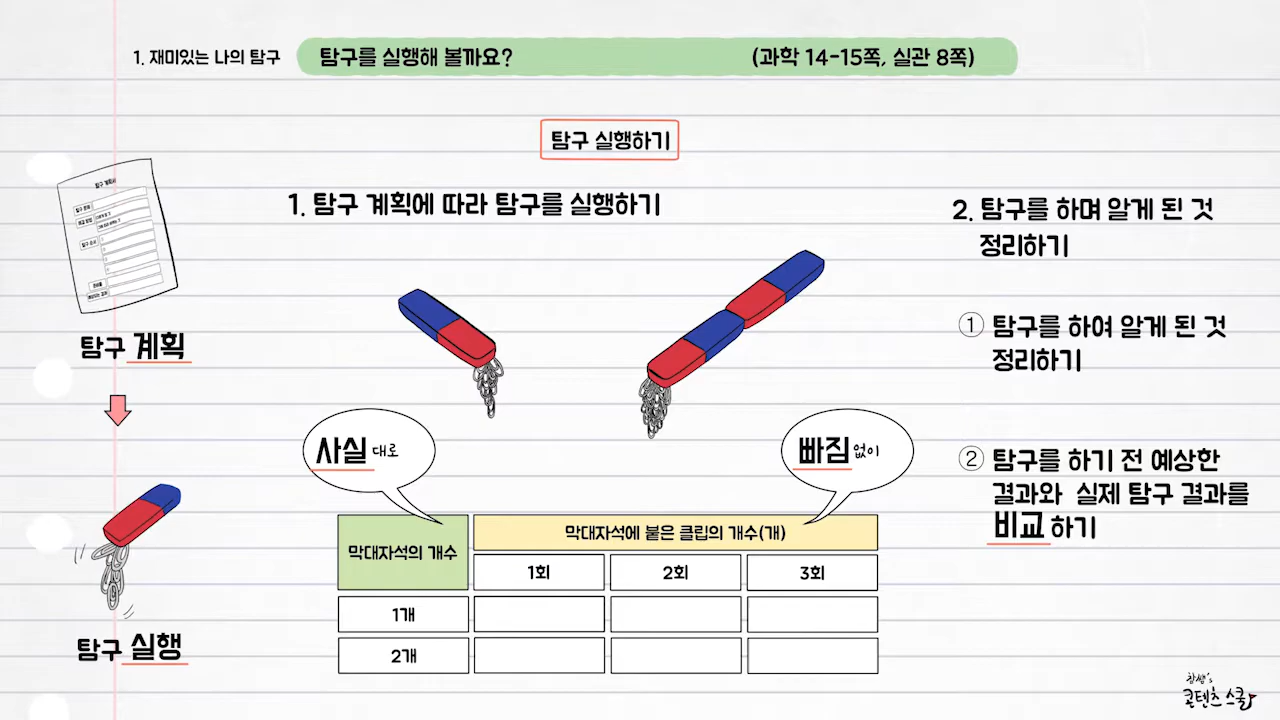 1. 재미있는 나의 탐구
탐구를 실행해 볼까요?
(과학 14-15쪽, 실관 8쪽)
탐구 실행하기
탐구 계획서
탐구 계획
탐구 실행
1. 탐구 계획에 따라 탐구를 실행하기
사실대로
빠짐없이
막대자석의 개수
막대자석에 붙은 클립의 개수(개)
1회 2회 3회
1개
2개
2. 탐구를 하며 알게 된 것
정리하기
① 탐구를 하여 알게 된 것
정리하기
② 탐구를 하기 전 예상한
결과와 실제 탐구 결과를
비교하기
참쌤's
콘텐츠 스쿨